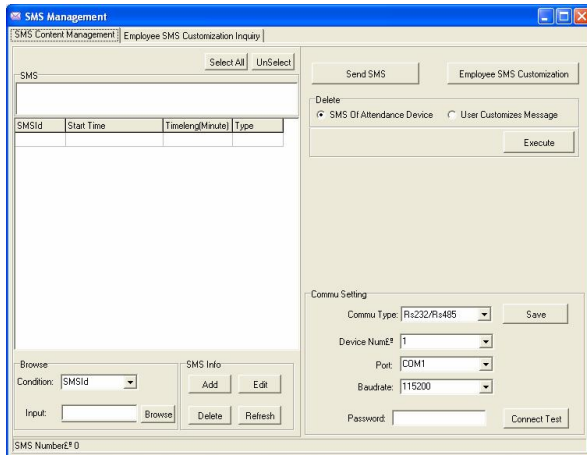 SMS Management
SMS Content Management Employee SMS Customization Inquiry
Select All UnSelect
SMS
SMSId Start Time Timeleng(Minute) Type
Send SMS Employee SMS Customization
Delete
SMS Of Attendance Device User Customizes Message
Execute
Commu Setting
Commu Type: Rs232/Rs485 Save
Device Num£º 1
Port: COM1
Baudrate: 115200
Password: Connect Test
Browse
Condition: SMSId
Input: Browse
SMS Info
Add Edit
Delete Refresh
SMS Number£º 0